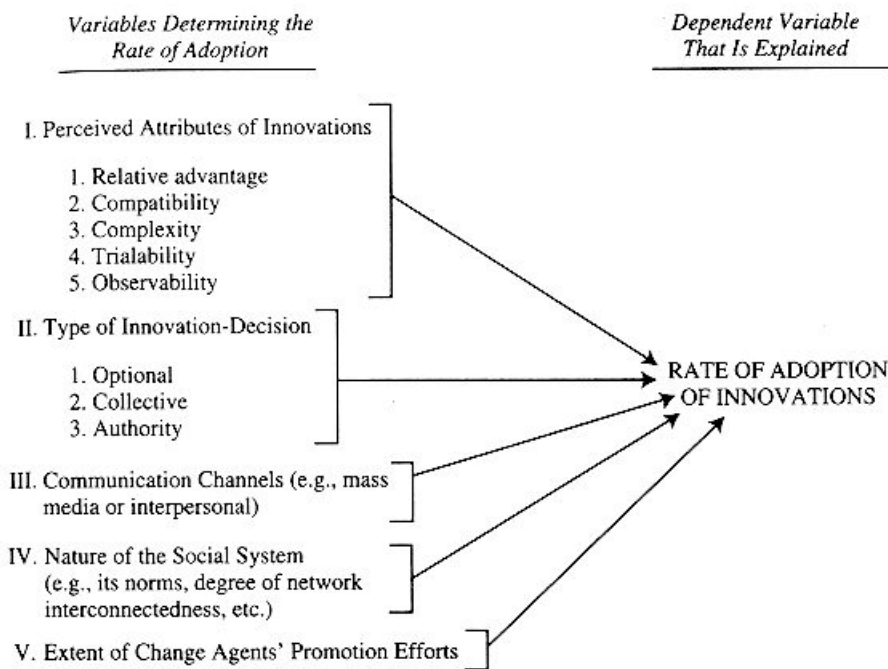 Variables Determining the
Rate of Adoption
Dependent Variable
That Is Explained
I. Perceived Attributes of Innovations
1. Relative advantage
2. Compatibility
3. Complexity
4. Trialability
5. Observability
II. Type of Innovation-Decision
1. Optional
2. Collective
3. Authority
III. Communication Channels (e.g., mass
media or interpersonal)
IV. Nature of the Social System
(e.g., its norms, degree of network
interconnectedness, etc.)
V. Extent of Change Agents' Promotion Efforts
RATE OF ADOPTION
OF INNOVATIONS